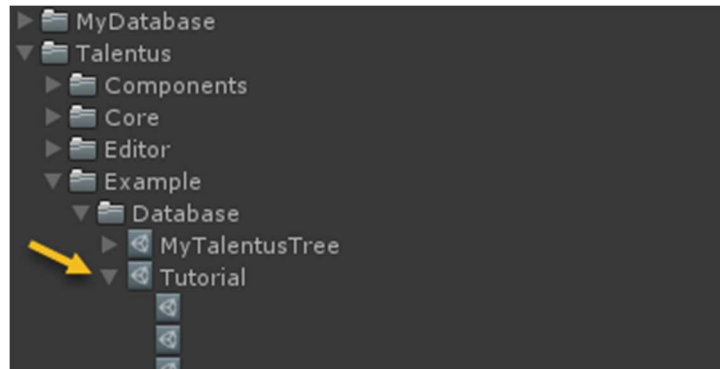 MyDatabase
Talentus
Components
Core
Editor
Example
Database
MyTalentusTree
Tutorial